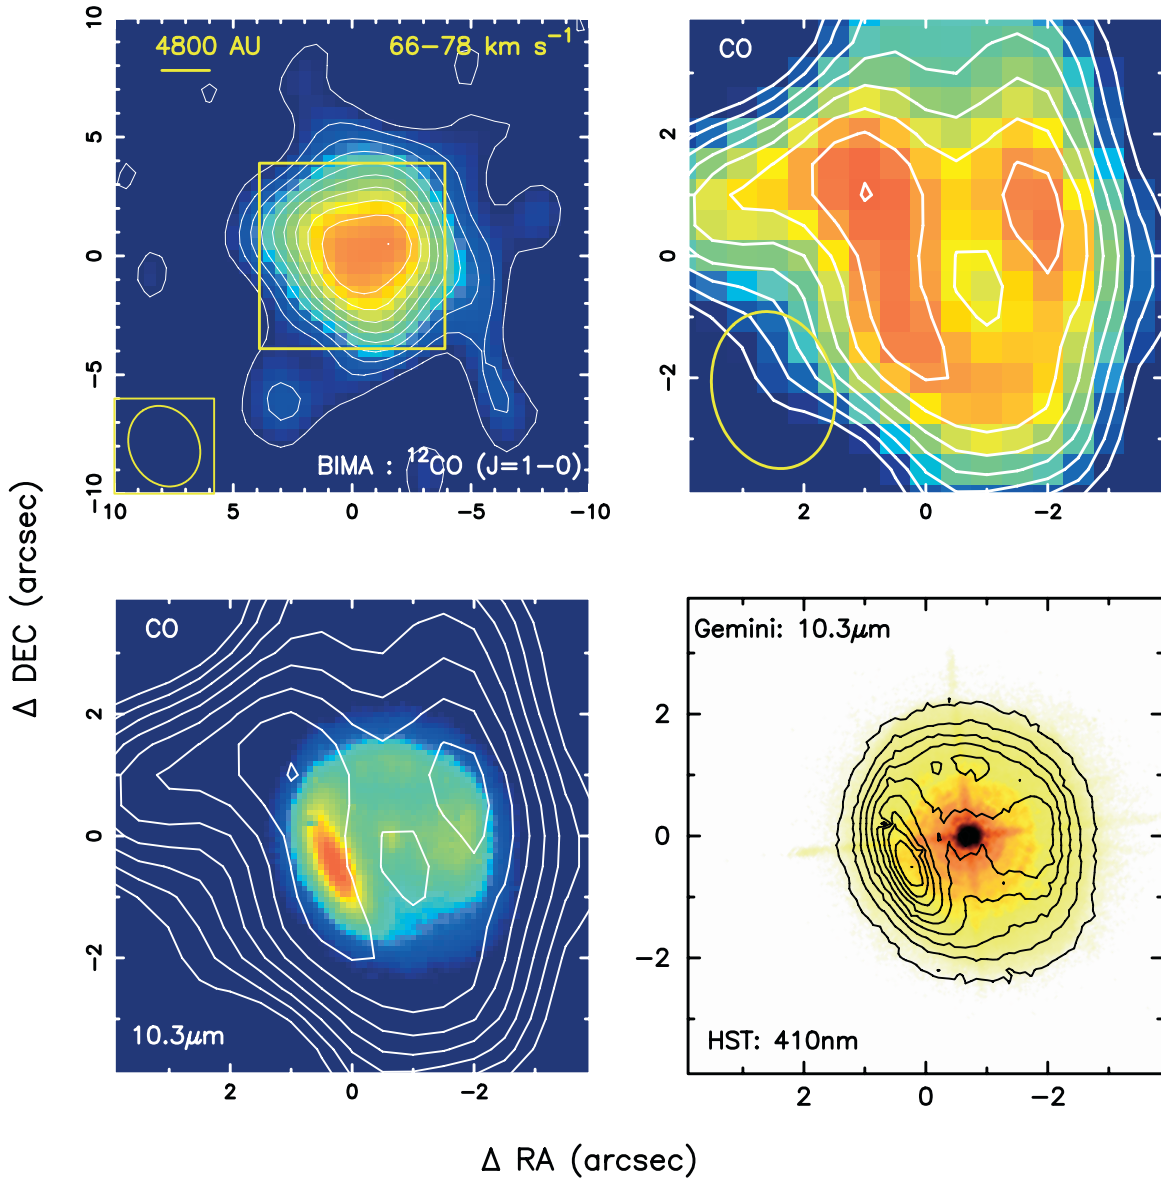 4800 AU
66−78 km s⁻¹
BIMA : ¹²CO (J=1−0)
10
5
0
−5
−10
10
5
0
−5
−10
CO
2
0
−2
2
0
−2
CO
10.3μm
2
0
−2
2
0
−2
Gemini: 10.3μm
HST: 410nm
2
0
−2
2
0
−2
Δ DEC (arcsec)
Δ RA (arcsec)